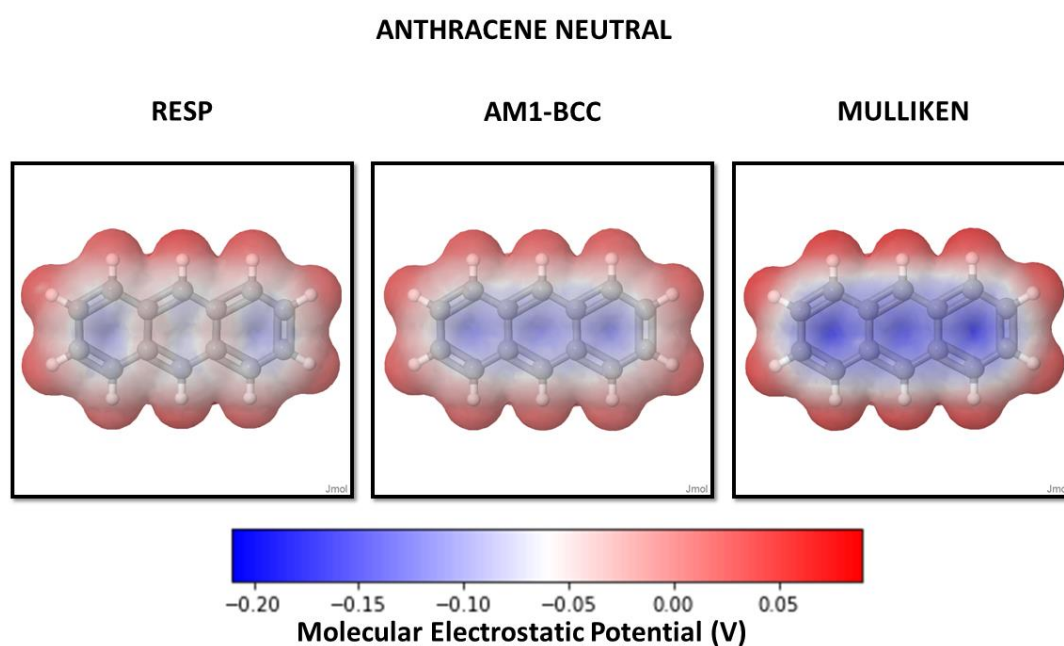 ANTHRACENE NEUTRAL
RESP AM1-BCC MULLIKEN
Jmol Jmol Jmo
−0.20 −0.15 −0.10 −0.05 0.00 0.05
Molecular Electrostatic Potential (V)